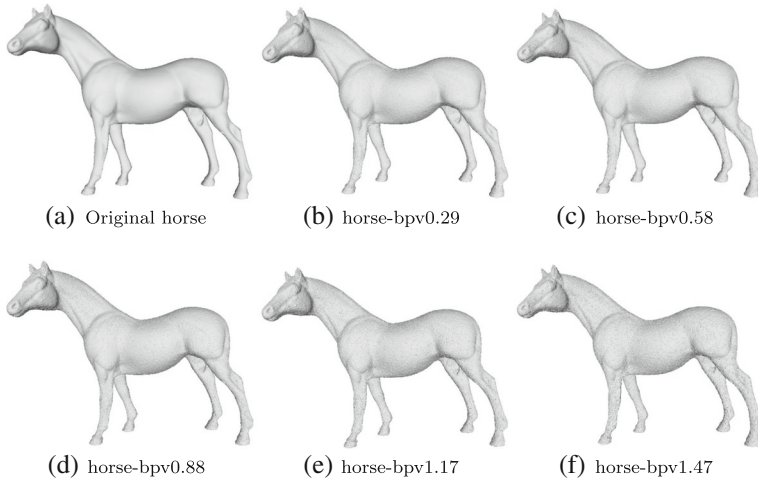 (a) Original horse
(b) horse-bpv0.29
(c) horse-bpv0.58
(d) horse-bpv0.88
(e) horse-bpv1.17
(f) horse-bpv1.47